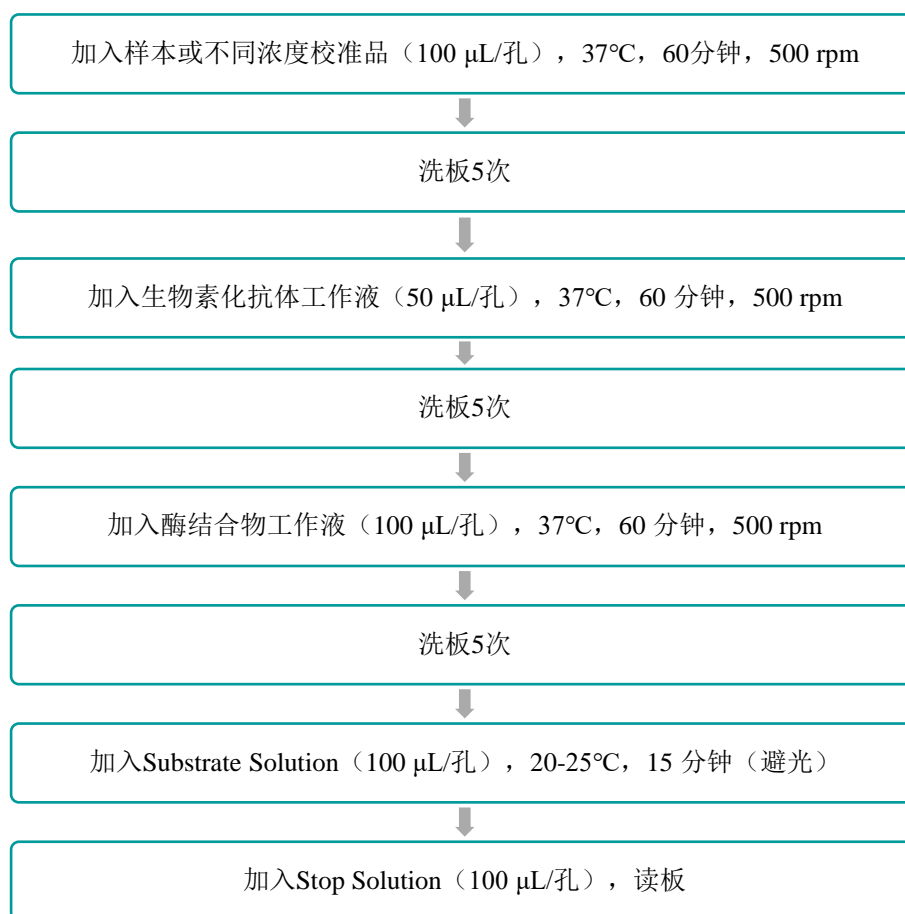 加入样本或不同浓度校准品（100 μL/孔），37°C，60分钟，500 rpm
洗板5次
加入生物素化抗体工作液（50 μL/孔），37°C，60 分钟，500 rpm
洗板5次
加入酶结合物工作液（100 μL/孔），37°C，60 分钟，500 rpm
洗板5次
加入Substrate Solution（100 μL/孔），20-25°C，15 分钟（避光）
加入Stop Solution（100 μL/孔），读板